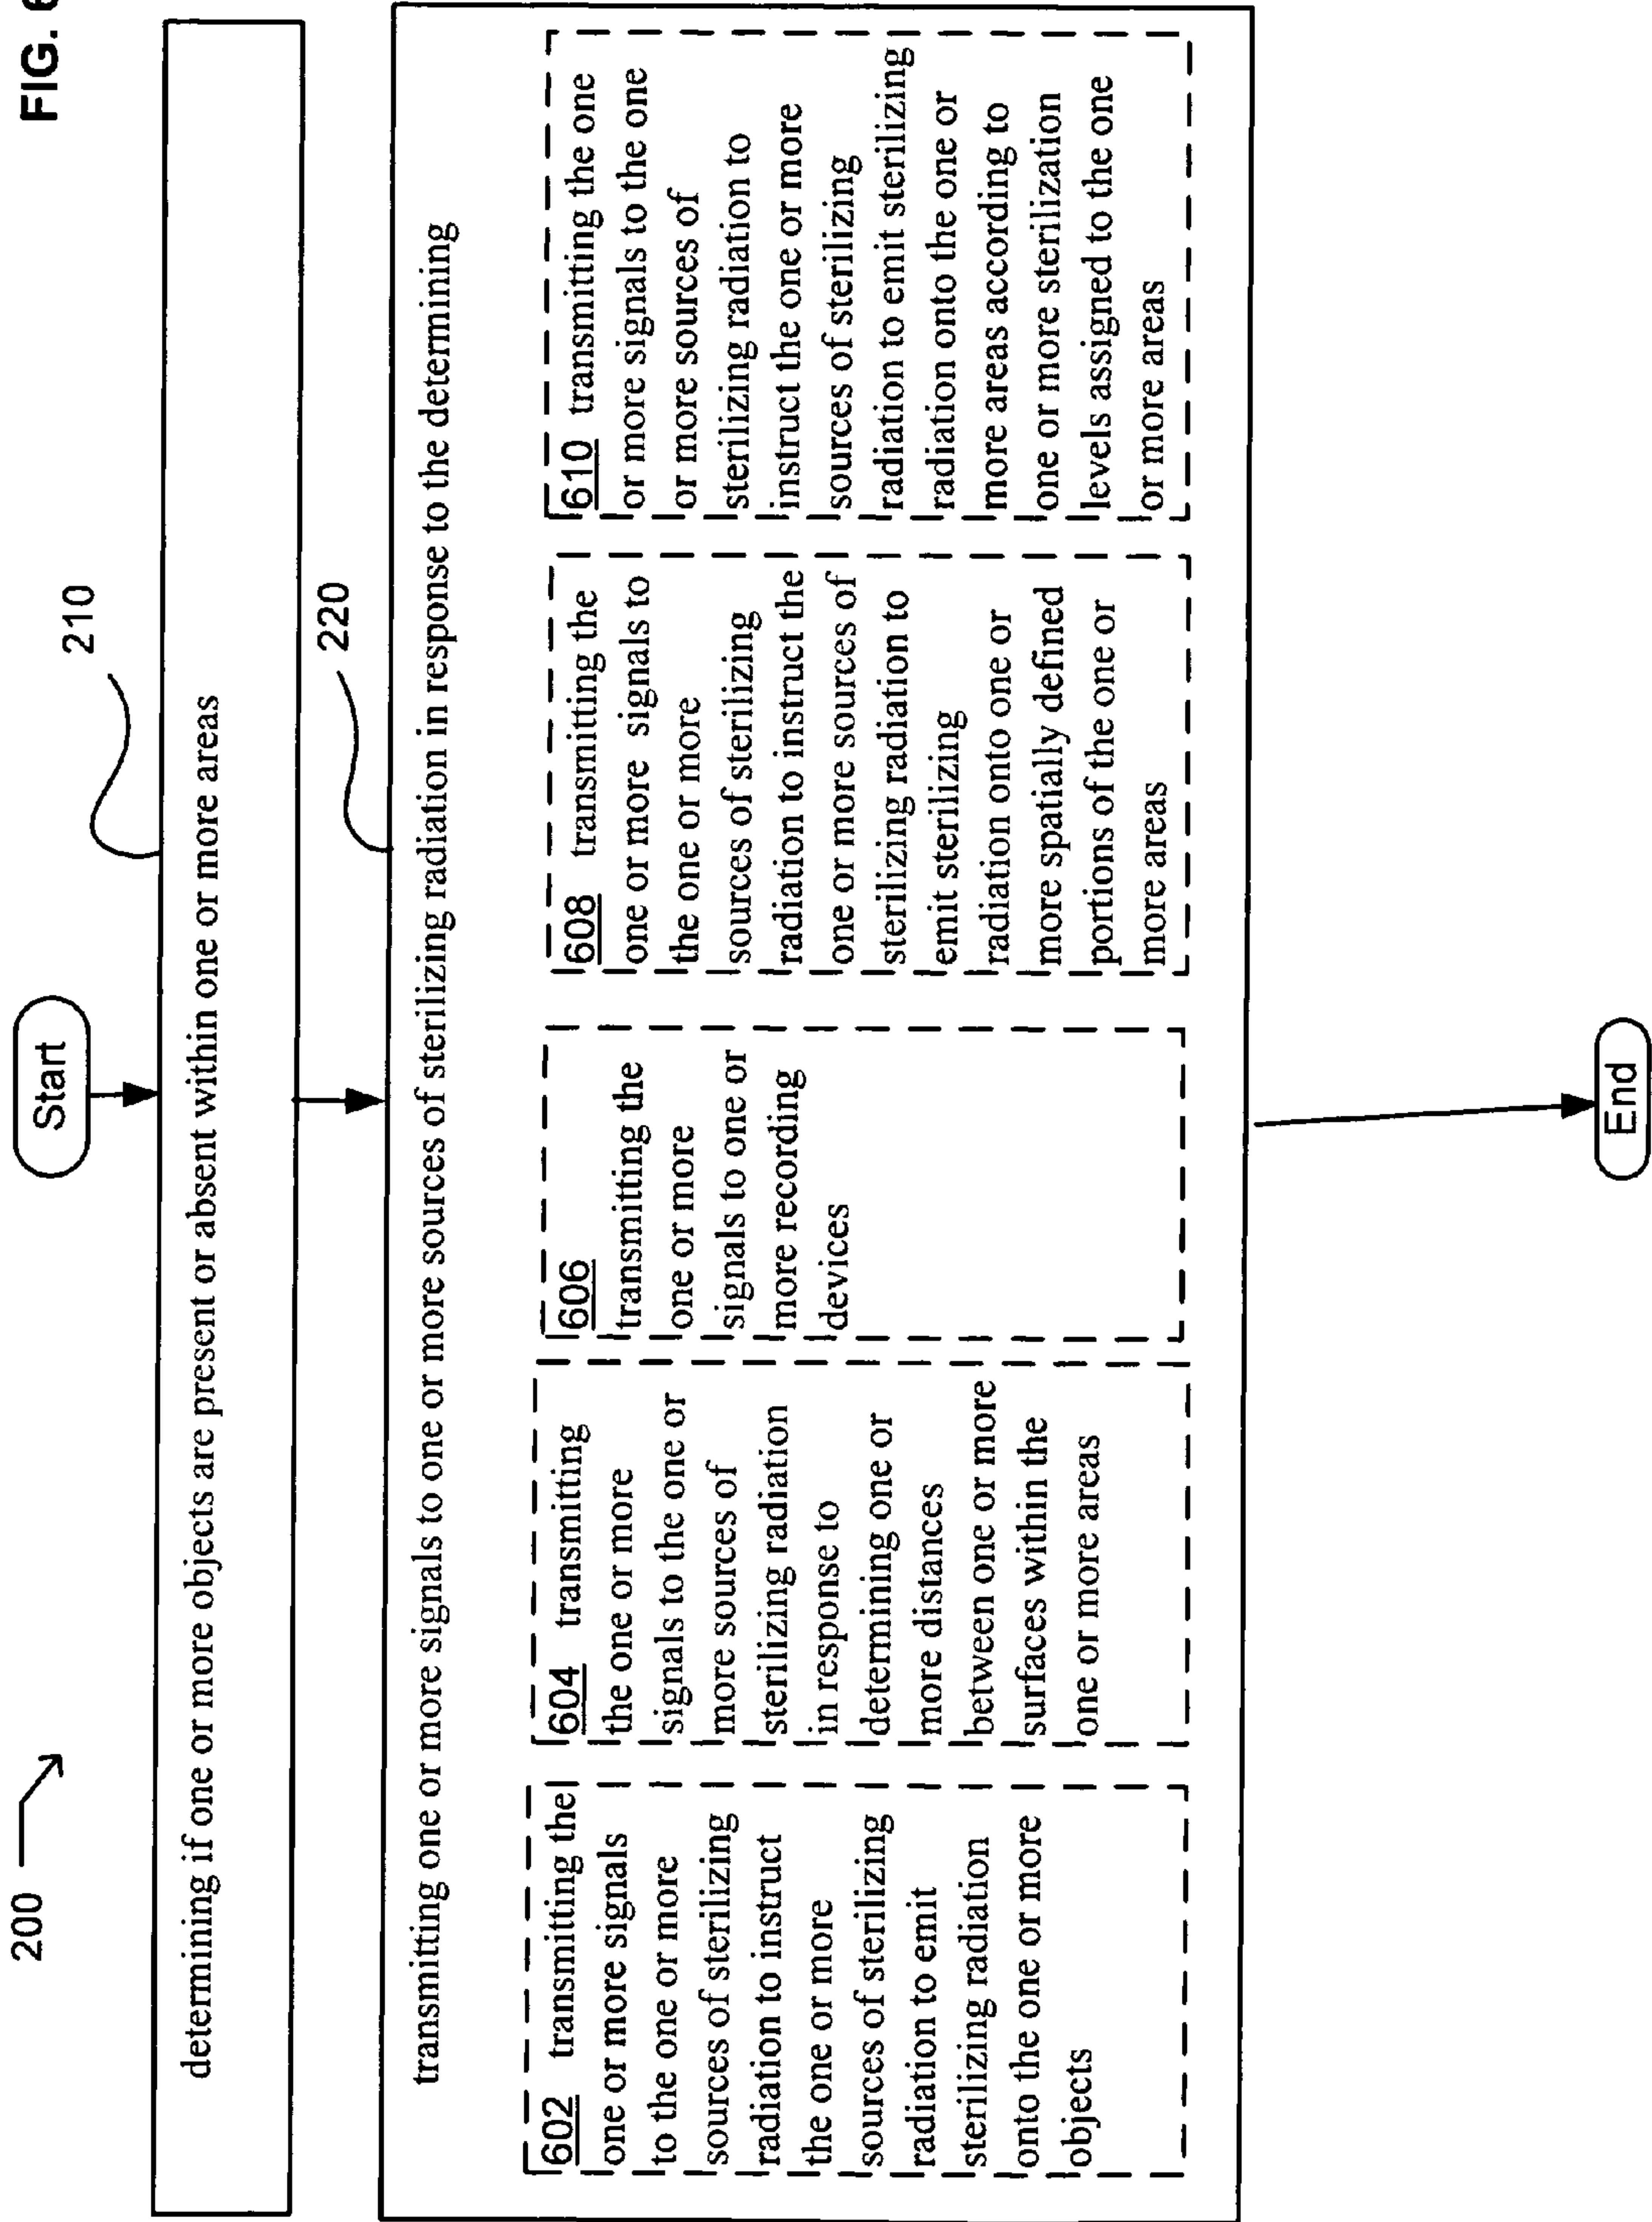 FIG. 6
200
Start
210
determining if one or more objects are present or absent within one or more areas
220
transmitting one or more signals to one or more sources of sterilizing radiation in response to the determining
602 transmitting the
one or more signals
to the one or more
sources of sterilizing
radiation to instruct
the one or more
sources of sterilizing
radiation to emit
sterilizing radiation
onto the one or more
objects
604 transmitting
the one or more
signals to the one or
more sources of
sterilizing radiation
in response to
determining one or
more distances
between one or more
surfaces within the
one or more areas
606
transmitting the
one or more
signals to one or
more recording
devices
608 transmitting the
one or more signals to
the one or more
sources of sterilizing
radiation to instruct the
one or more sources of
sterilizing radiation to
emit sterilizing
radiation onto one or
more spatially defined
portions of the one or
more areas
610 transmitting the one
or more signals to the one
or more sources of
sterilizing radiation to
instruct the one or more
sources of sterilizing
radiation to emit sterilizing
radiation onto the one or
more areas according to
one or more sterilization
levels assigned to the one
or more areas
End